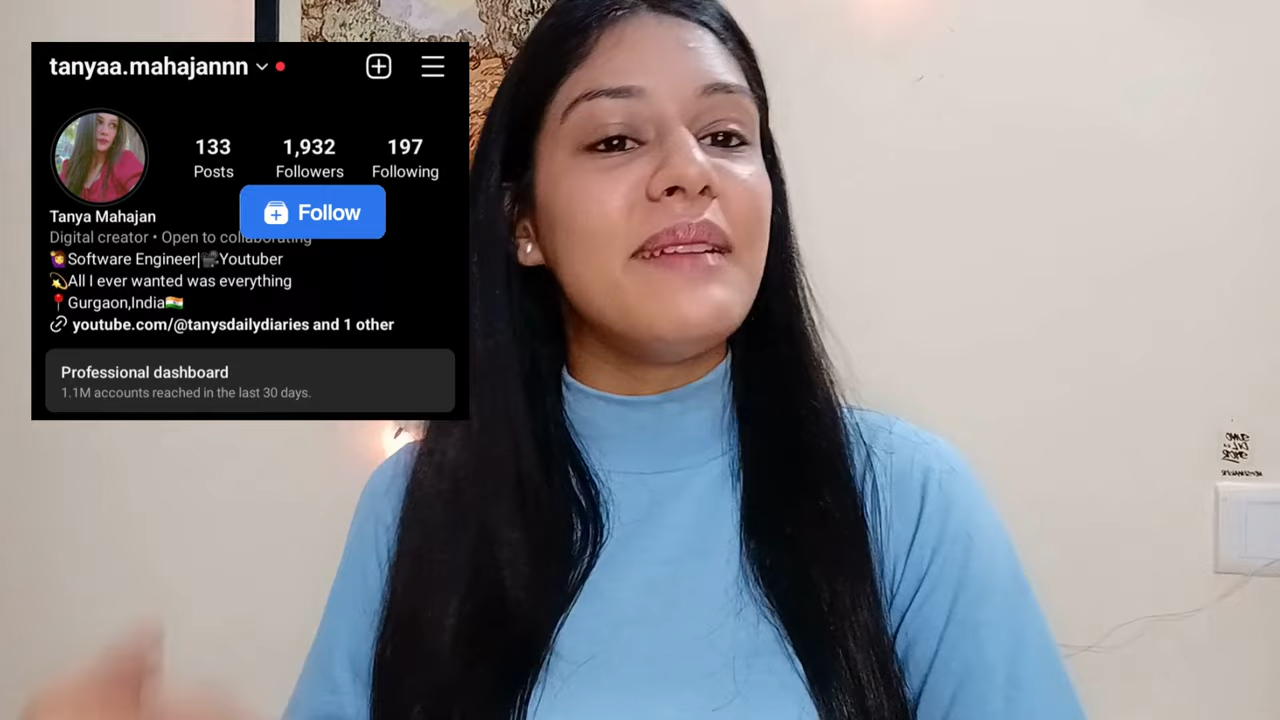 tanyaa.mahajannn
133 1,932 197
Posts Followers Following
Follow
Tanya Mahajan
Digital creator • Open to collaborating
🙋‍♀️Software Engineer|🎥Youtuber
💫All I ever wanted was everything
📍Gurgaon,India🇮🇳
youtube.com/@tanysdailydiaries and 1 other
Professional dashboard
1.1M accounts reached in the last 30 days.